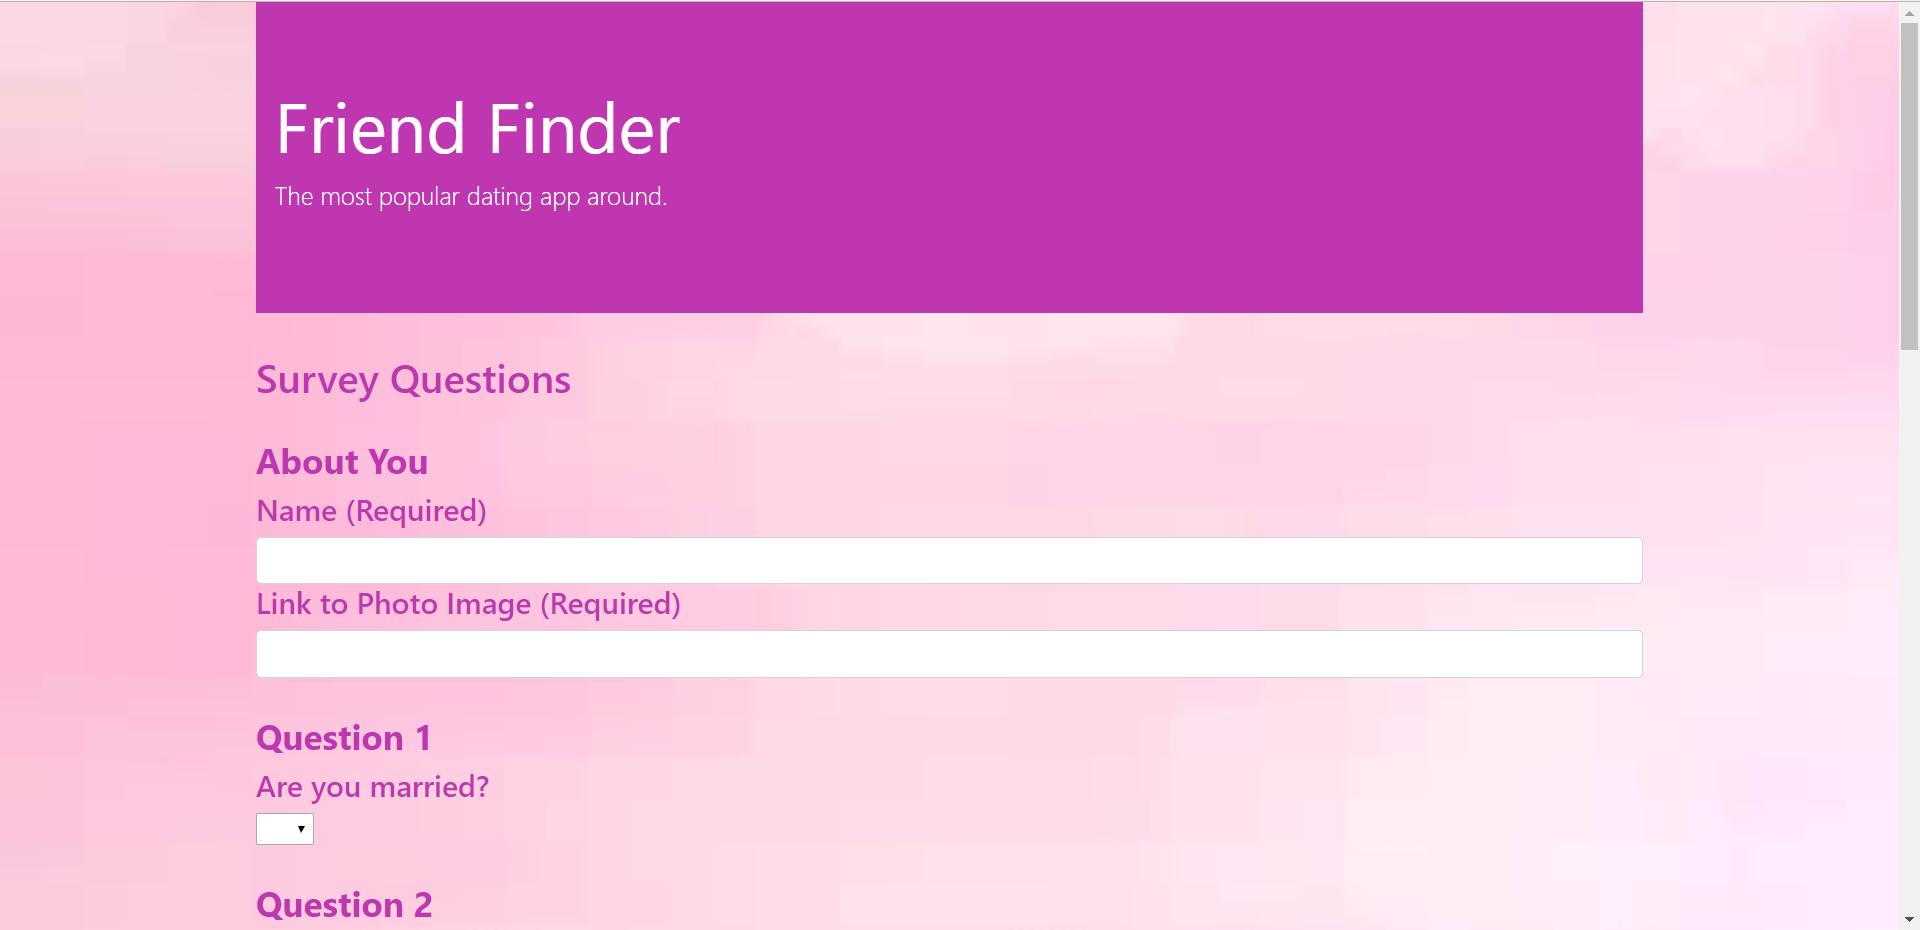 Friend Finder
The most popular dating app around.
Survey Questions
About You
Name (Required)
Link to Photo Image (Required)
Question 1
Are you married?
Question 2